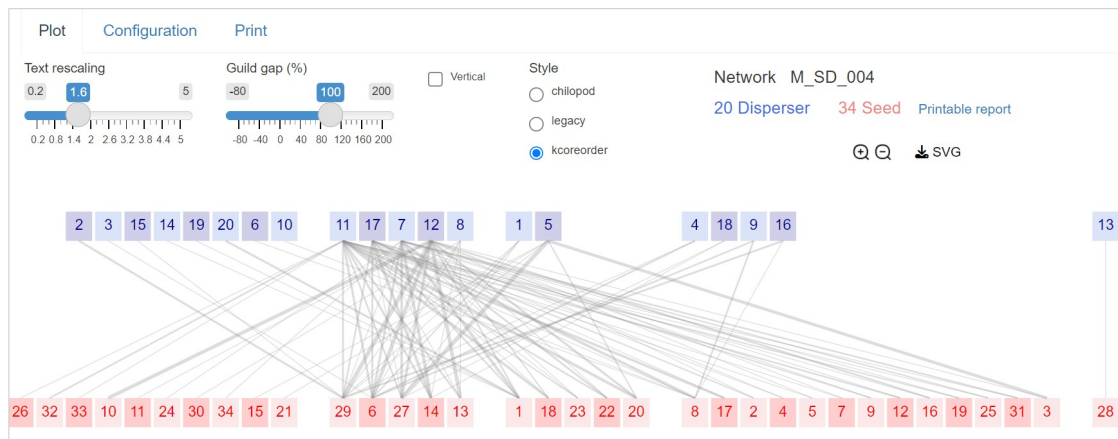 Plot Configuration Print
Text rescaling Guild gap (%) Vertical Style Network M_SD_004
0.2 1.6 5 -80 100 200 chilopod
20 Disperser 34 Seed Printable report
legacy
0.2 0.8 1.4 2 2.6 3.2 3.8 4.4 5 -80 -40 0 40 80 120 160 200
kcoreorder SVG
2 3 15 14 19 20 6 10 11 17 7 12 8 1 5 4 18 9 16 13
26 32 33 10 11 24 30 34 15 21 29 6 27 14 13 1 18 23 22 20 8 17 2 4 5 7 9 12 16 19 25 31 3 28